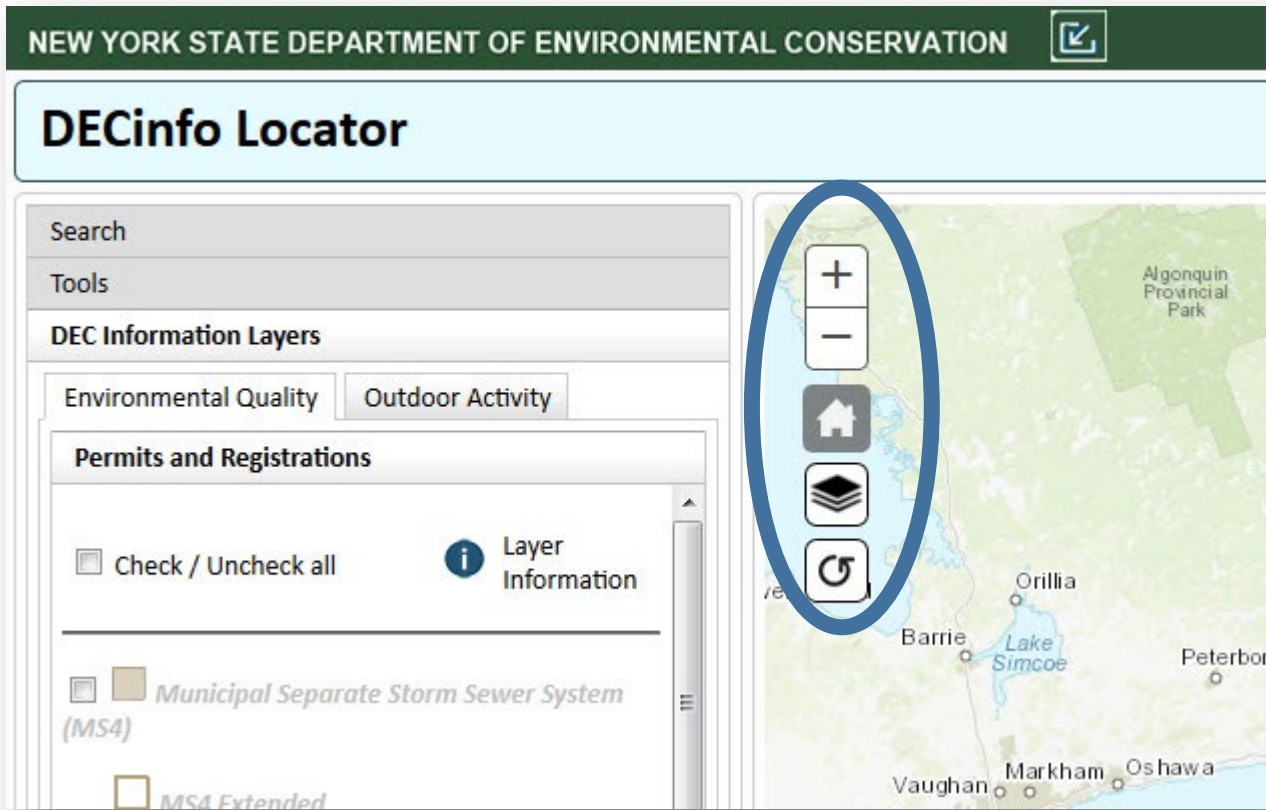 NEW YORK STATE DEPARTMENT OF ENVIRONMENTAL CONSERVATION
DECinfo Locator
Search
Tools
DEC Information Layers
Environmental Quality
Outdoor Activity
Permits and Registrations
Check / Uncheck all
Layer
Information
Municipal Separate Storm Sewer System
(MS4)
MS4 Extended
Algonquin
Provincial
Park
Orillia
Barrie
Lake
Simcoe
Peterbor
Markham
Oshawa
Vaughan